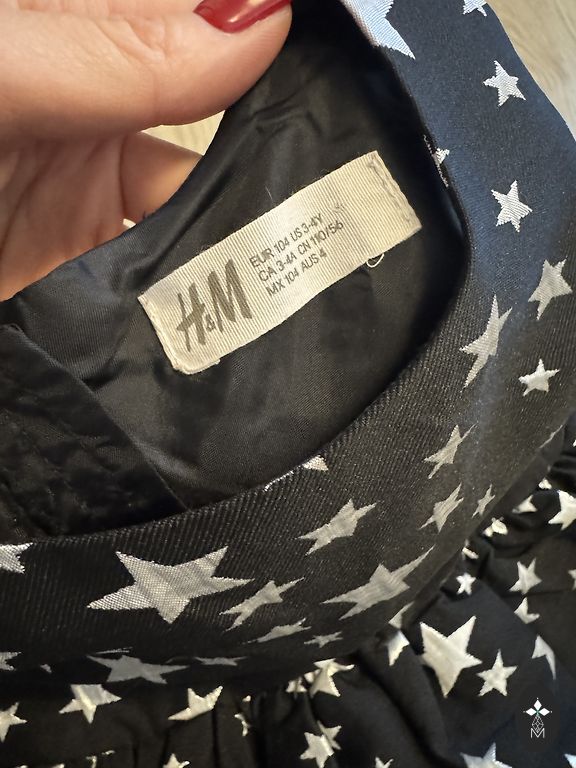 H&M
EUR 104 US 3-4Y
CA 3-4A CN 110/56
MX 104 AUS 4
M